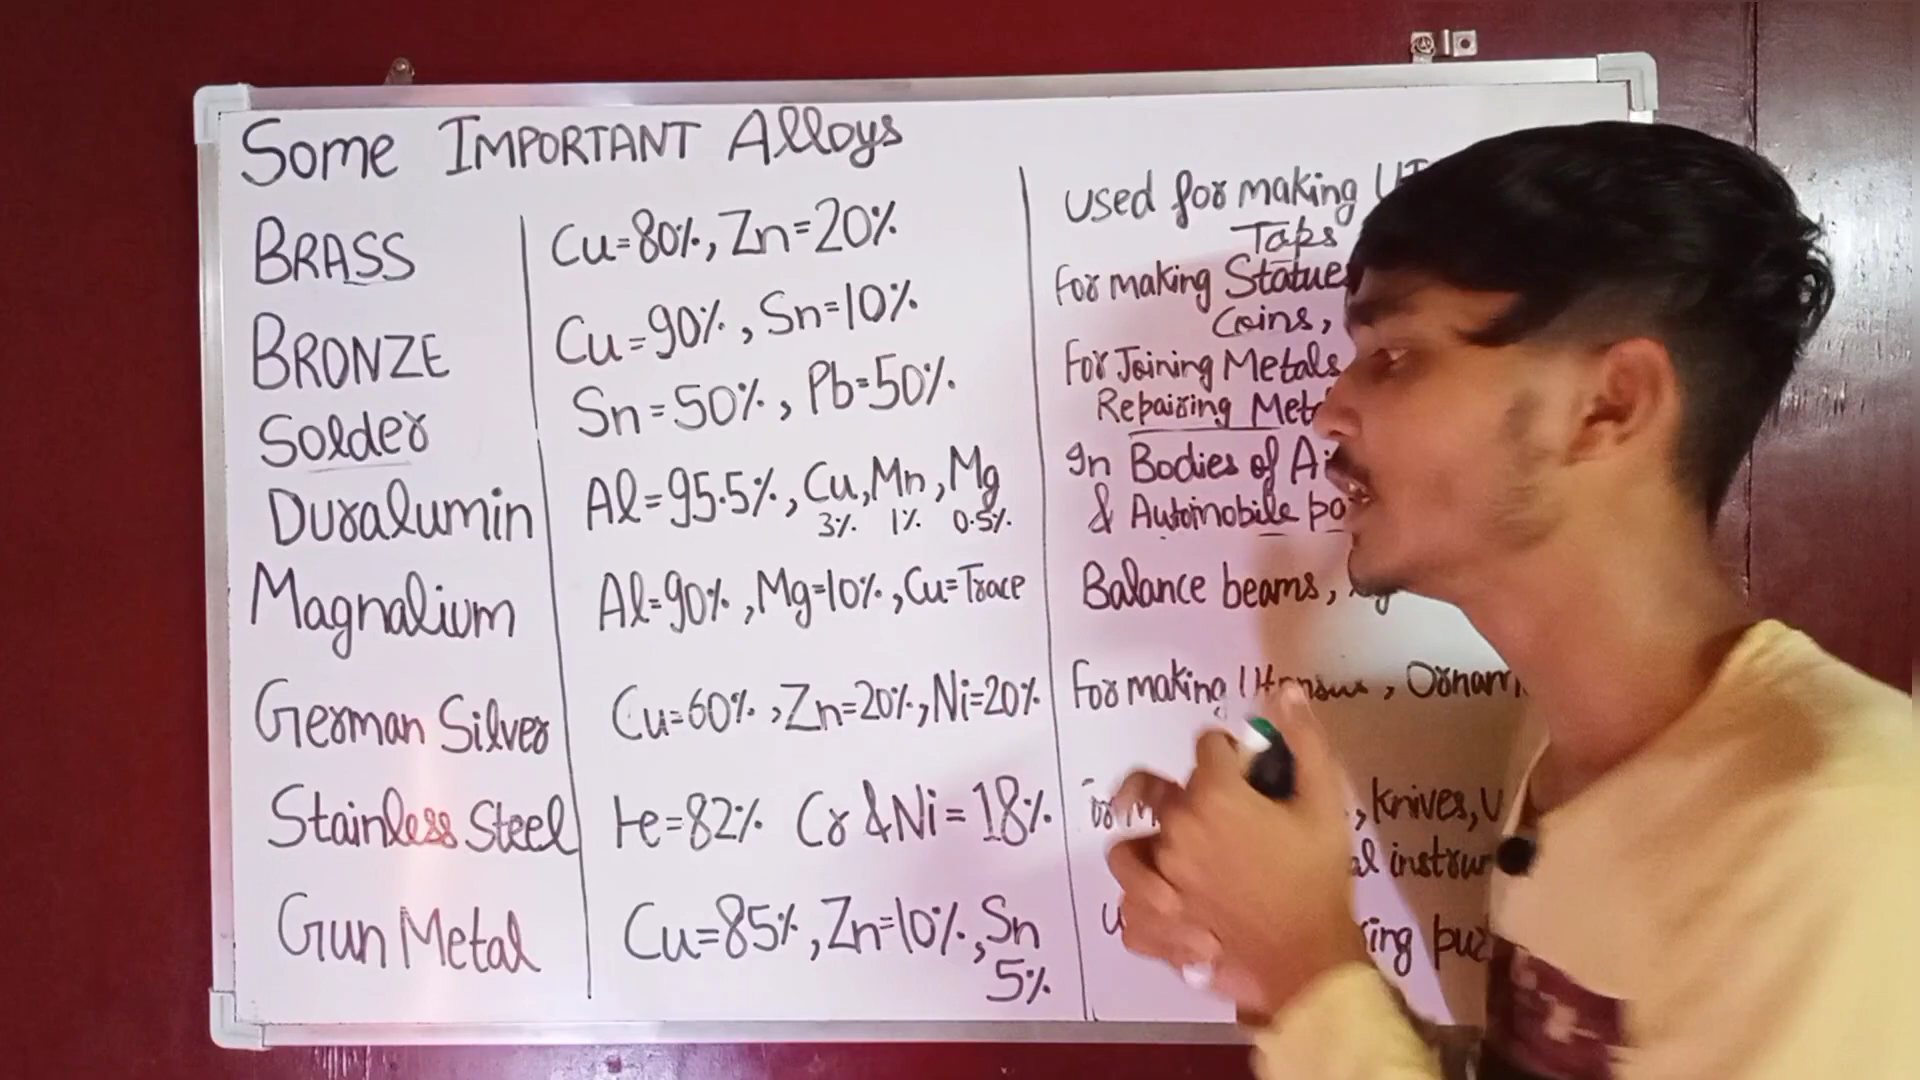 Some IMPORTANT Alloys
BRASS Cu=80%, Zn=20% Used for making
Taps
BRONZE Cu=90%, Sn=10% For making
Coins,
Solder Sn=50%, Pb=50% For Joining Metals
Repairing
Duralumin Al=95.5%, Cu, Mn, Mg In Bodies of
3% 1% 0.5% & Automobile
Magnalium Al=90%, Mg=10%, Cu=Trace Balance beams,
German Silver Cu=60%, Zn=20%, Ni=20% For making
Stainless Steel Fe=82% Cr & Ni=18% , Knives,
Gun Metal Cu=85%, Zn=10%, Sn
5%